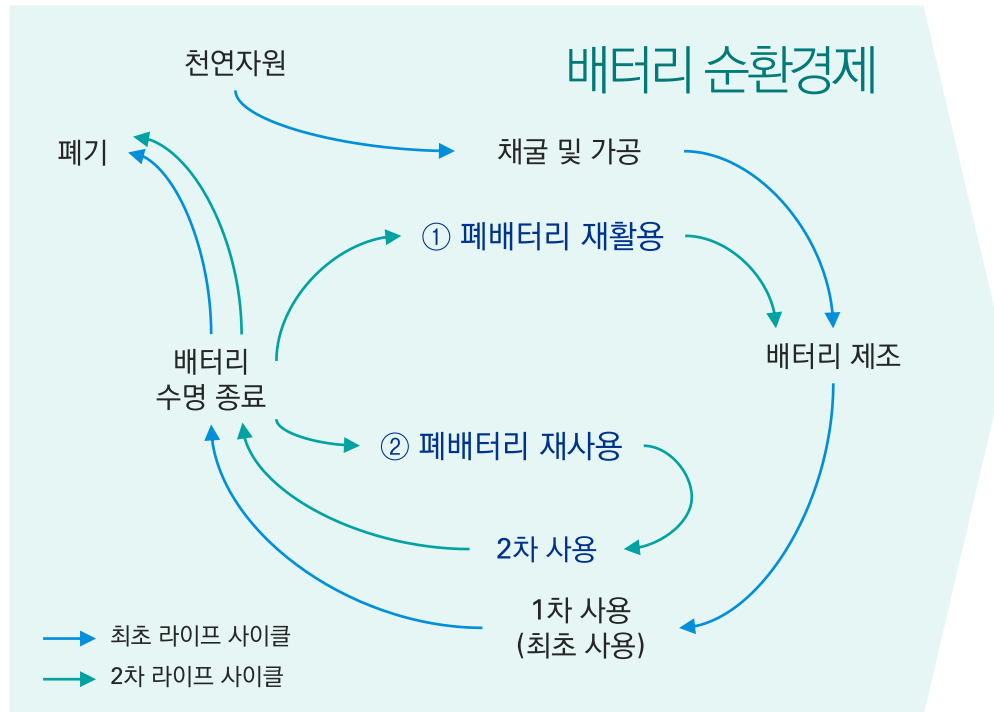 배터리 순환경제
천연자원
폐기
채굴 및 가공
① 폐배터리 재활용
배터리 제조
배터리
수명 종료
② 폐배터리 재사용
2차 사용
1차 사용
(최초 사용)
최초 라이프 사이클
2차 라이프 사이클